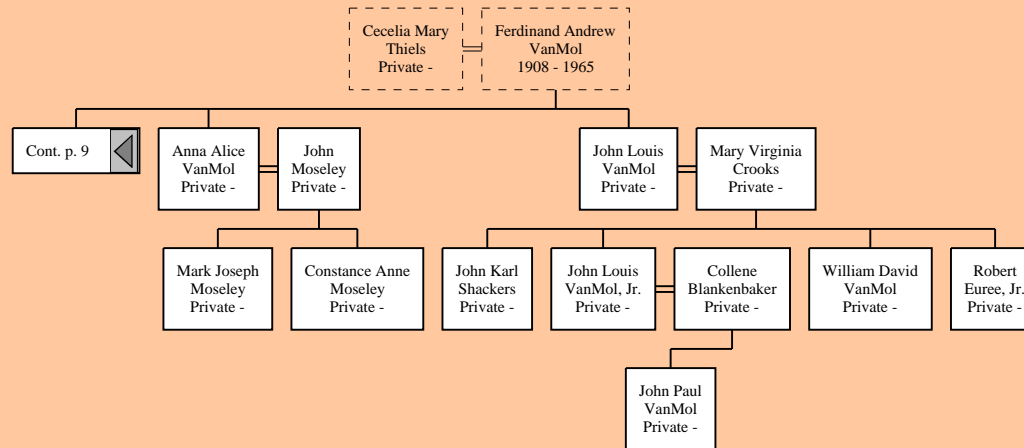 Cecelia Mary
Thiels
Private -
Ferdinand Andrew
VanMol
1908 - 1965
Cont. p. 9
Anna Alice
VanMol
Private -
John
Moseley
Private -
John Louis
VanMol
Private -
Mary Virginia
Crooks
Private -
Mark Joseph
Moseley
Private -
Constance Anne
Moseley
Private -
John Karl
Shackers
Private -
John Louis
VanMol, Jr.
Private -
Collene
Blankenbaker
Private -
William David
VanMol
Private -
Robert
Euree, Jr.
Private -
John Paul
VanMol
Private -